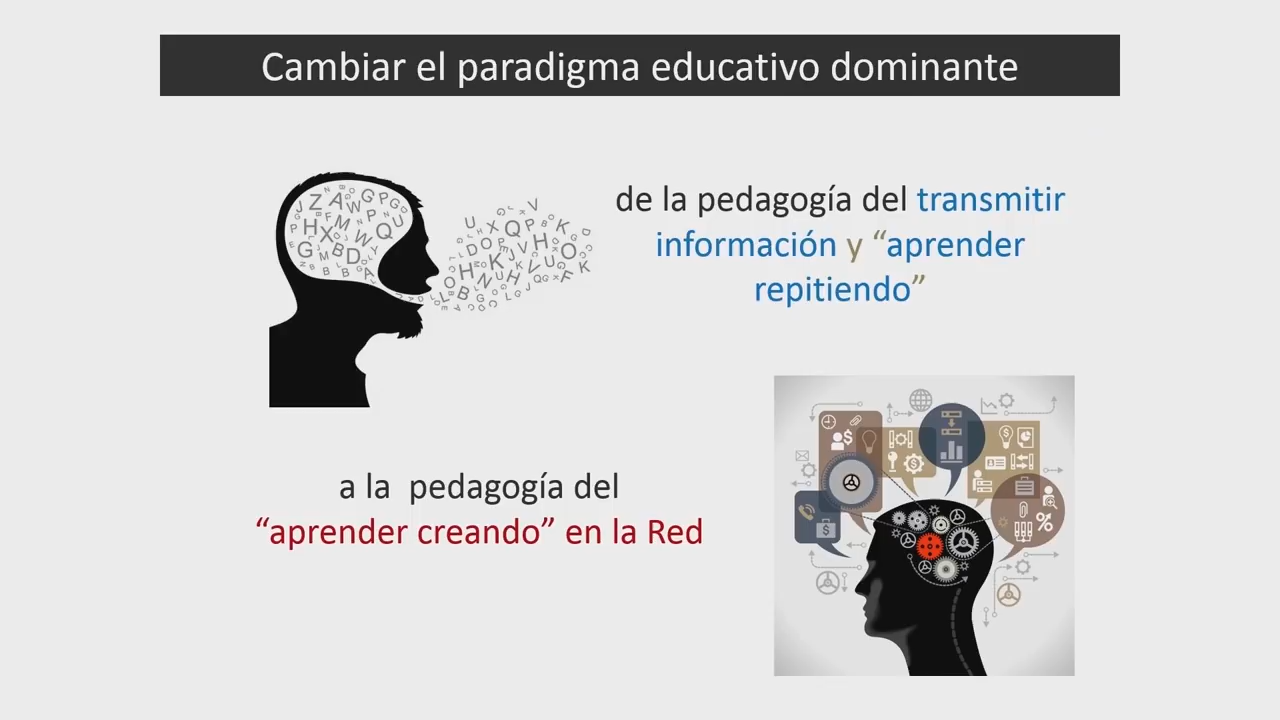 Cambiar el paradigma educativo dominante
de la pedagogía del transmitir
información y “aprender
repitiendo”
a la pedagogía del
“aprender creando” en la Red